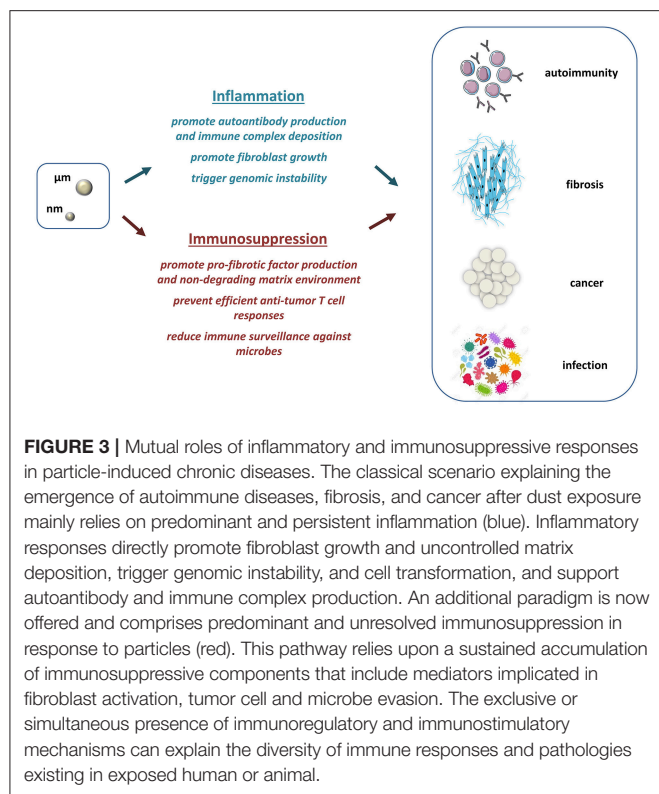 Inflammation
promote autoantibody production
and immune complex deposition
promote fibroblast growth
trigger genomic instability
µm
nm
Immunosuppression
promote pro-fibrotic factor production
and non-degrading matrix environment
prevent efficient anti-tumor T cell
responses
reduce immune surveillance against
microbes
autoimmunity
fibrosis
cancer
infection
FIGURE 3 | Mutual roles of inflammatory and immunosuppressive responses
in particle-induced chronic diseases. The classical scenario explaining the
emergence of autoimmune diseases, fibrosis, and cancer after dust exposure
mainly relies on predominant and persistent inflammation (blue). Inflammatory
responses directly promote fibroblast growth and uncontrolled matrix
deposition, trigger genomic instability, and cell transformation, and support
autoantibody and immune complex production. An additional paradigm is now
offered and comprises predominant and unresolved immunosuppression in
response to particles (red). This pathway relies upon a sustained accumulation
of immunosuppressive components that include mediators implicated in
fibroblast activation, tumor cell and microbe evasion. The exclusive or
simultaneous presence of immunoregulatory and immunostimulatory
mechanisms can explain the diversity of immune responses and pathologies
existing in exposed human or animal.